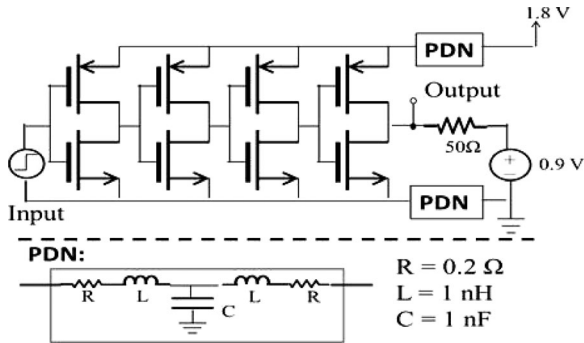 1.8 V
PDN
Output
50Ω
+
−
0.9 V
PDN
Input
PDN:
R
L
C
L
R
R = 0.2 Ω
L = 1 nH
C = 1 nF